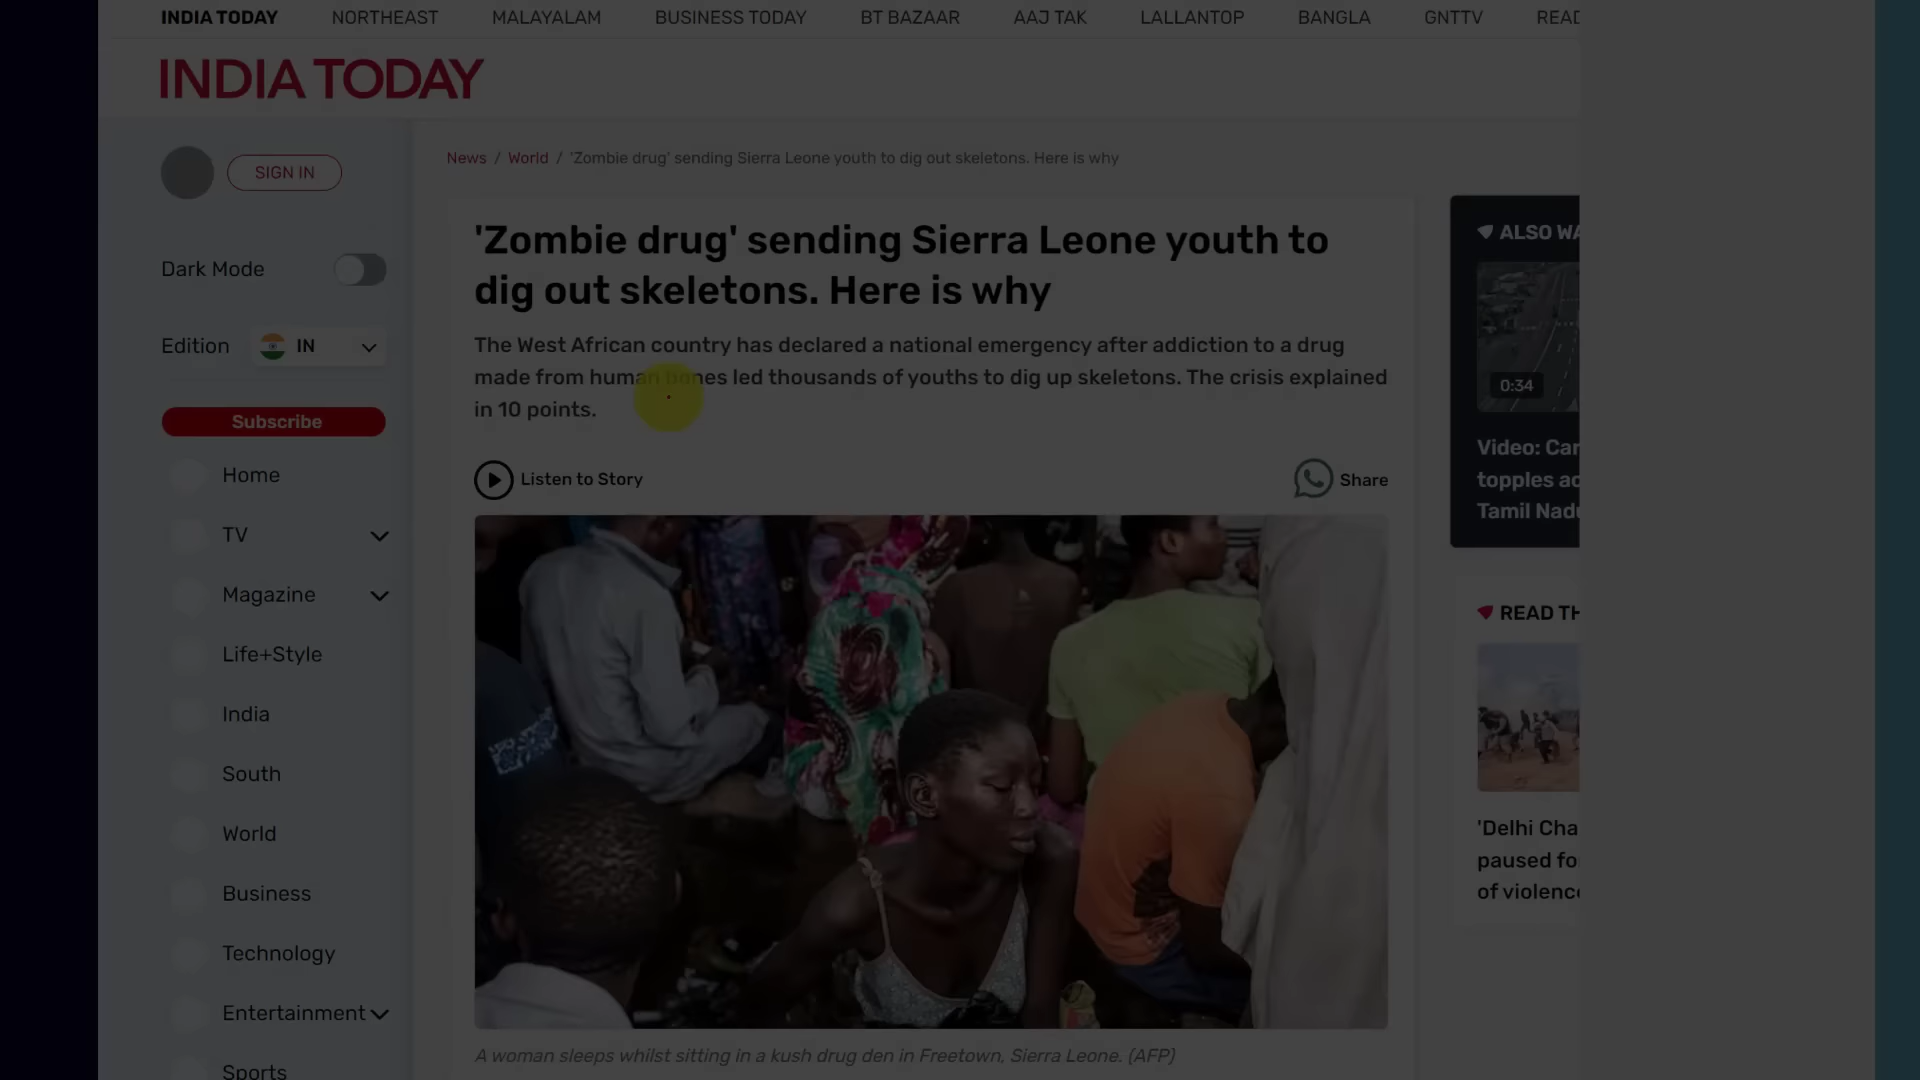 INDIA TODAY NORTHEAST MALAYALAM BUSINESS TODAY BT BAZAAR AAJ TAK LALLANTOP BANGLA GNTTV READ
INDIA TODAY
SIGN IN
Dark Mode
Edition IN
Subscribe
Home
TV
Magazine
Life+Style
India
South
World
Business
Technology
Entertainment
Sports
News / World / 'Zombie drug' sending Sierra Leone youth to dig out skeletons. Here is why
'Zombie drug' sending Sierra Leone youth to
dig out skeletons. Here is why
The West African country has declared a national emergency after addiction to a drug
made from human bones led thousands of youths to dig up skeletons. The crisis explained
in 10 points.
Listen to Story
Share
A woman sleeps whilst sitting in a kush drug den in Freetown, Sierra Leone. (AFP)
ALSO WA
0:34
Video: Car
topples ac
Tamil Nadu
READ TH
'Delhi Cha
paused fo
of violenc